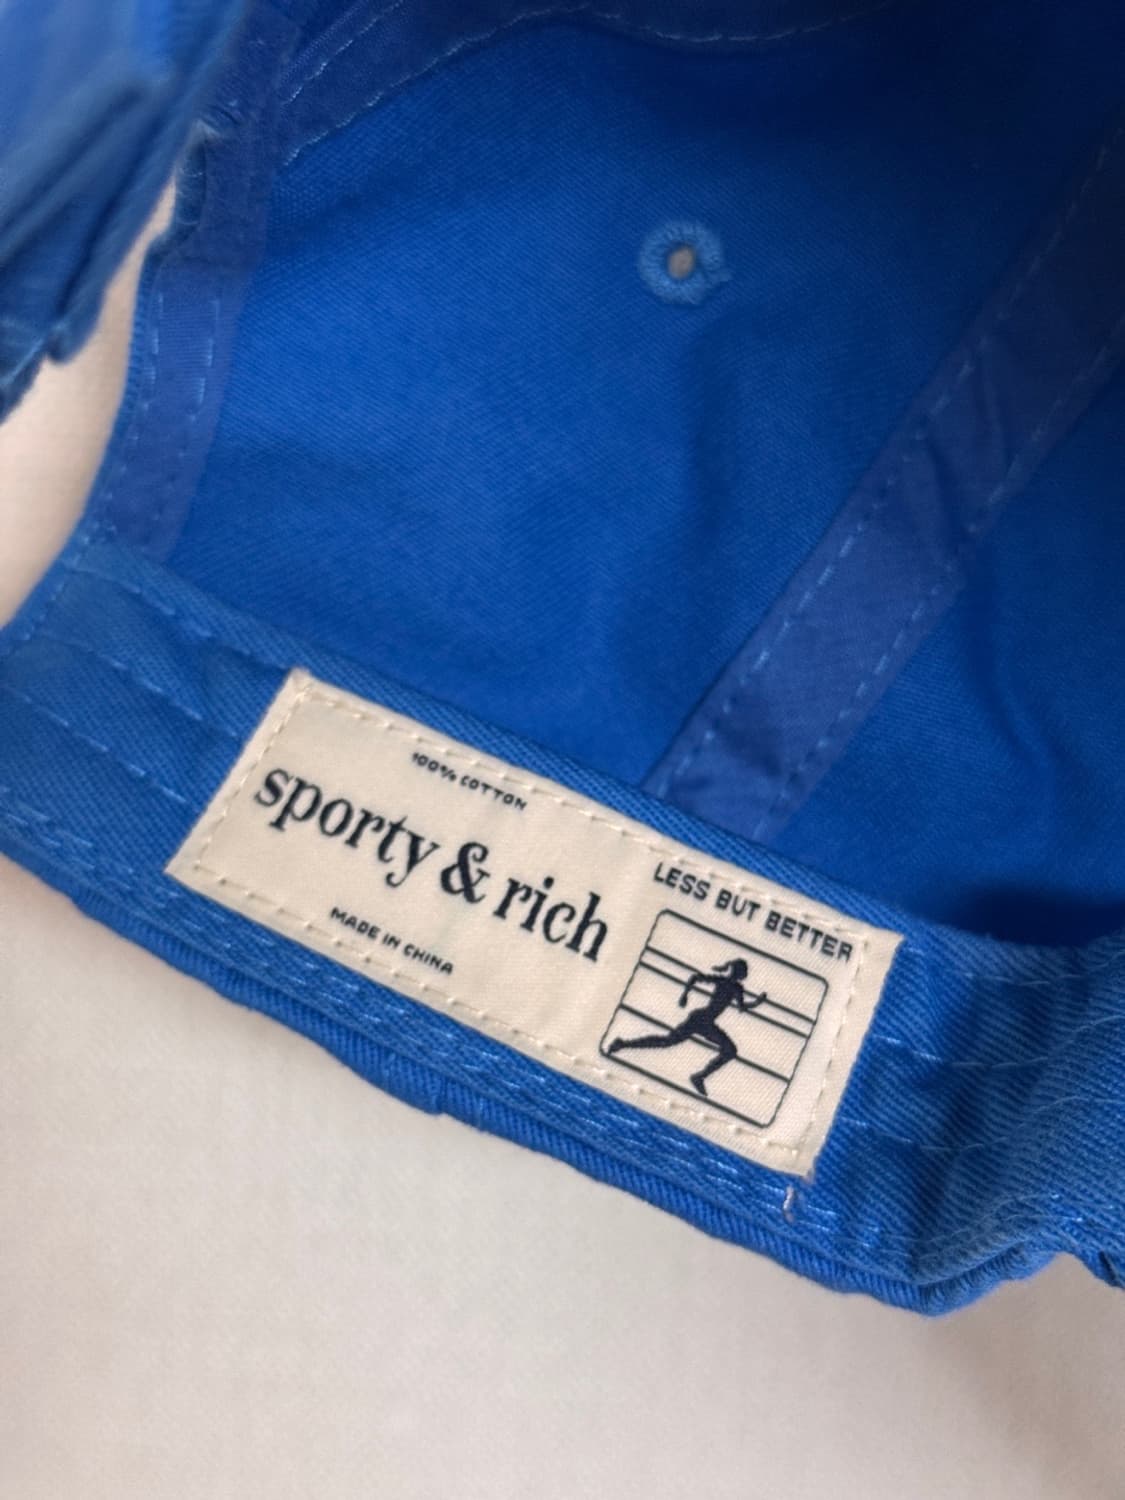 100% COTTON
sporty & rich
MADE IN CHINA
LESS BUT BETTER